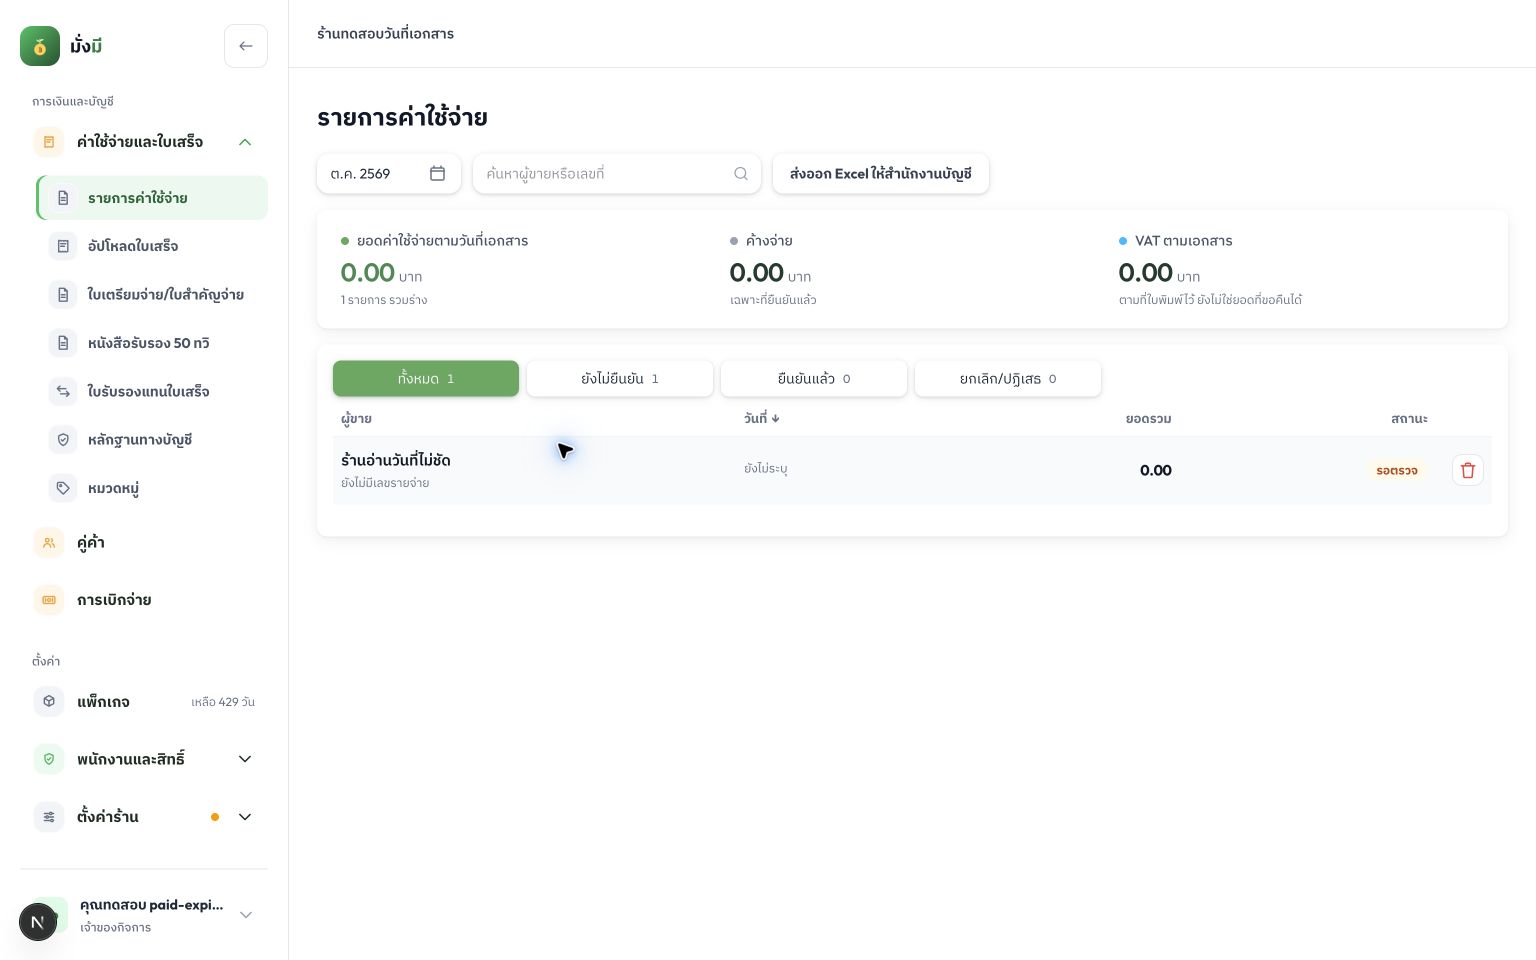 มั่งมี
ร้านทดสอบวันที่เอกสาร
การเงินและบัญชี
ค่าใช้จ่ายและใบเสร็จ
รายการค่าใช้จ่าย
อัปโหลดใบเสร็จ
ใบเตรียมจ่าย/ใบสำคัญจ่าย
หนังสือรับรอง 50 ทวิ
ใบรับรองแทนใบเสร็จ
หลักฐานทางบัญชี
หมวดหมู่
คู่ค้า
การเบิกจ่าย
ตั้งค่า
แพ็กเกจ เหลือ 429 วัน
พนักงานและสิทธิ์
ตั้งค่าร้าน
N
คุณทดสอบ paid-expi...
เจ้าของกิจการ
รายการค่าใช้จ่าย
ต.ค. 2569 ค้นหาผู้ขายหรือเลขที่ ส่งออก Excel ให้สำนักงานบัญชี
ยอดค่าใช้จ่ายตามวันที่เอกสาร ค้างจ่าย VAT ตามเอกสาร
0.00 บาท 0.00 บาท 0.00 บาท
1 รายการ รวมร่าง เฉพาะที่ยืนยันแล้ว ตามที่ใบพิมพ์ไว้ ยังไม่ใช่ยอดที่ขอคืนได้
ทั้งหมด 1 ยังไม่ยืนยัน 1 ยืนยันแล้ว 0 ยกเลิก/ปฏิเสธ 0
ผู้ขาย วันที่ ↓ ยอดรวม สถานะ
ร้านอ่านวันที่ไม่ชัด ยังไม่ระบุ 0.00 รอตรวจ
ยังไม่มีเลขรายจ่าย